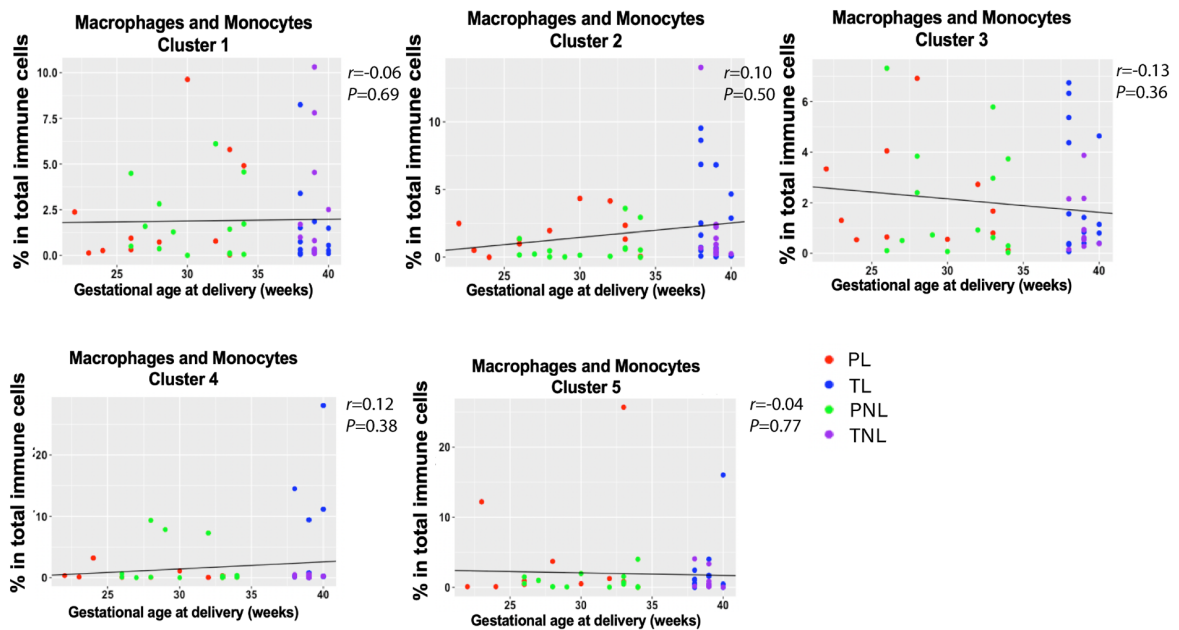 Macrophages and Monocytes
Cluster 1
% in total immune cells
10.0
7.5
5.0
2.5
0.0
25
30
35
40
Gestational age at delivery (weeks)
r=-0.06
P=0.69
Macrophages and Monocytes
Cluster 2
% in total immune cells
10
5
0
25
30
35
40
Gestational age at delivery (weeks)
r=0.10
P=0.50
Macrophages and Monocytes
Cluster 3
% in total immune cells
6
4
2
0
25
30
35
40
Gestational age at delivery (weeks)
r=-0.13
P=0.36
Macrophages and Monocytes
Cluster 4
% in total immune cells
20
10
0
25
30
35
40
Gestational age at delivery (weeks)
r=0.12
P=0.38
Macrophages and Monocytes
Cluster 5
% in total immune cells
20
10
0
25
30
35
40
Gestational age at delivery (weeks)
r=-0.04
P=0.77
PL
TL
PNL
TNL